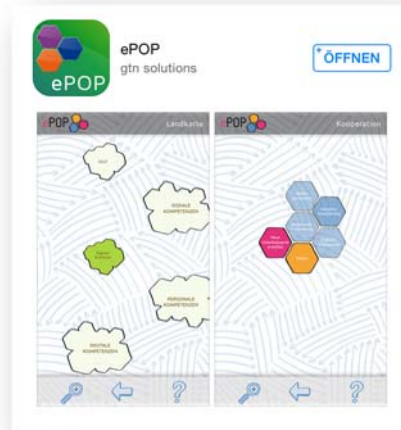 ePOP
ePOP
gtn solutions
ÖFFNEN
ePOP
Landkarte
SOZIALE
KOMPETENZEN
PERSONALE
KOMPETENZEN
DIGITALE
KOMPETENZEN
ePOP
Kooperation